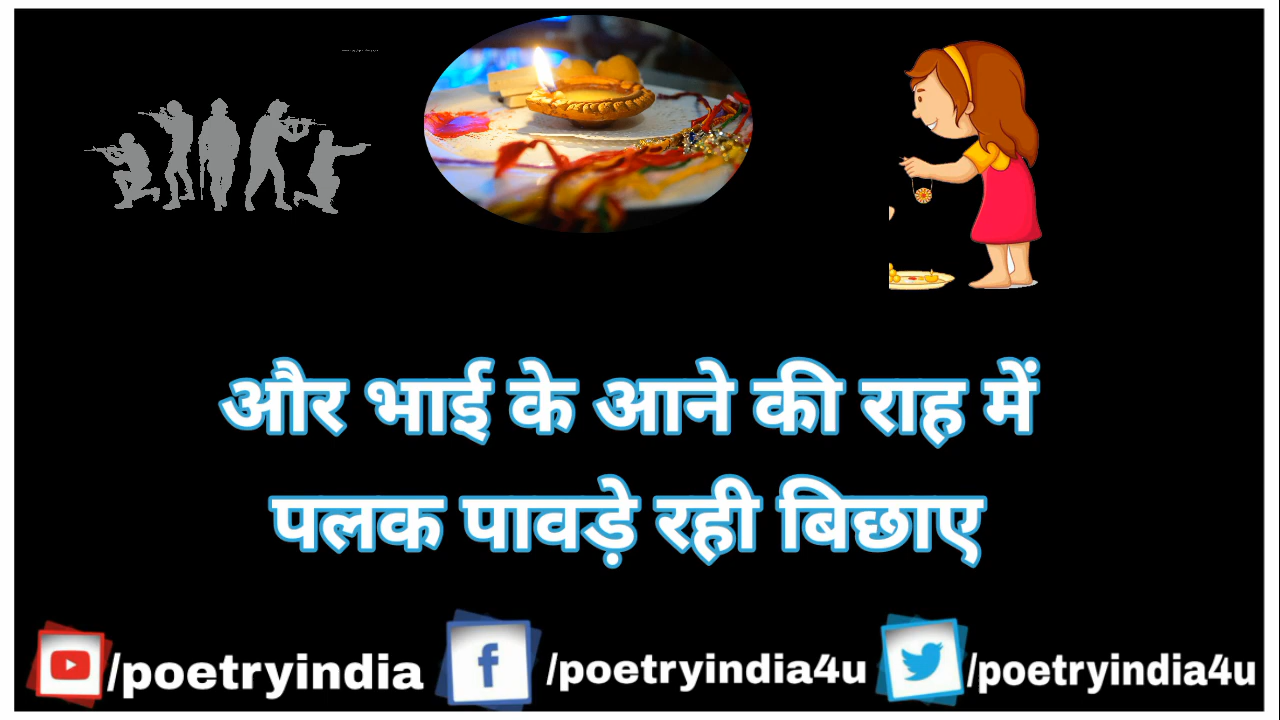 और भाई के आने की राह में
पलक पावड़े रही बिछाए
/poetryindia
/poetryindia4u
/poetryindia4u